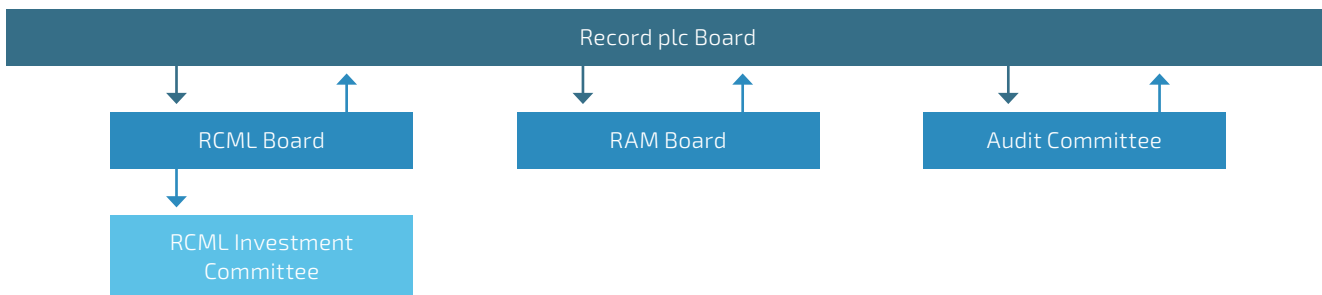 Record plc Board
RCML Board
RAM Board
Audit Committee
RCML Investment
Committee